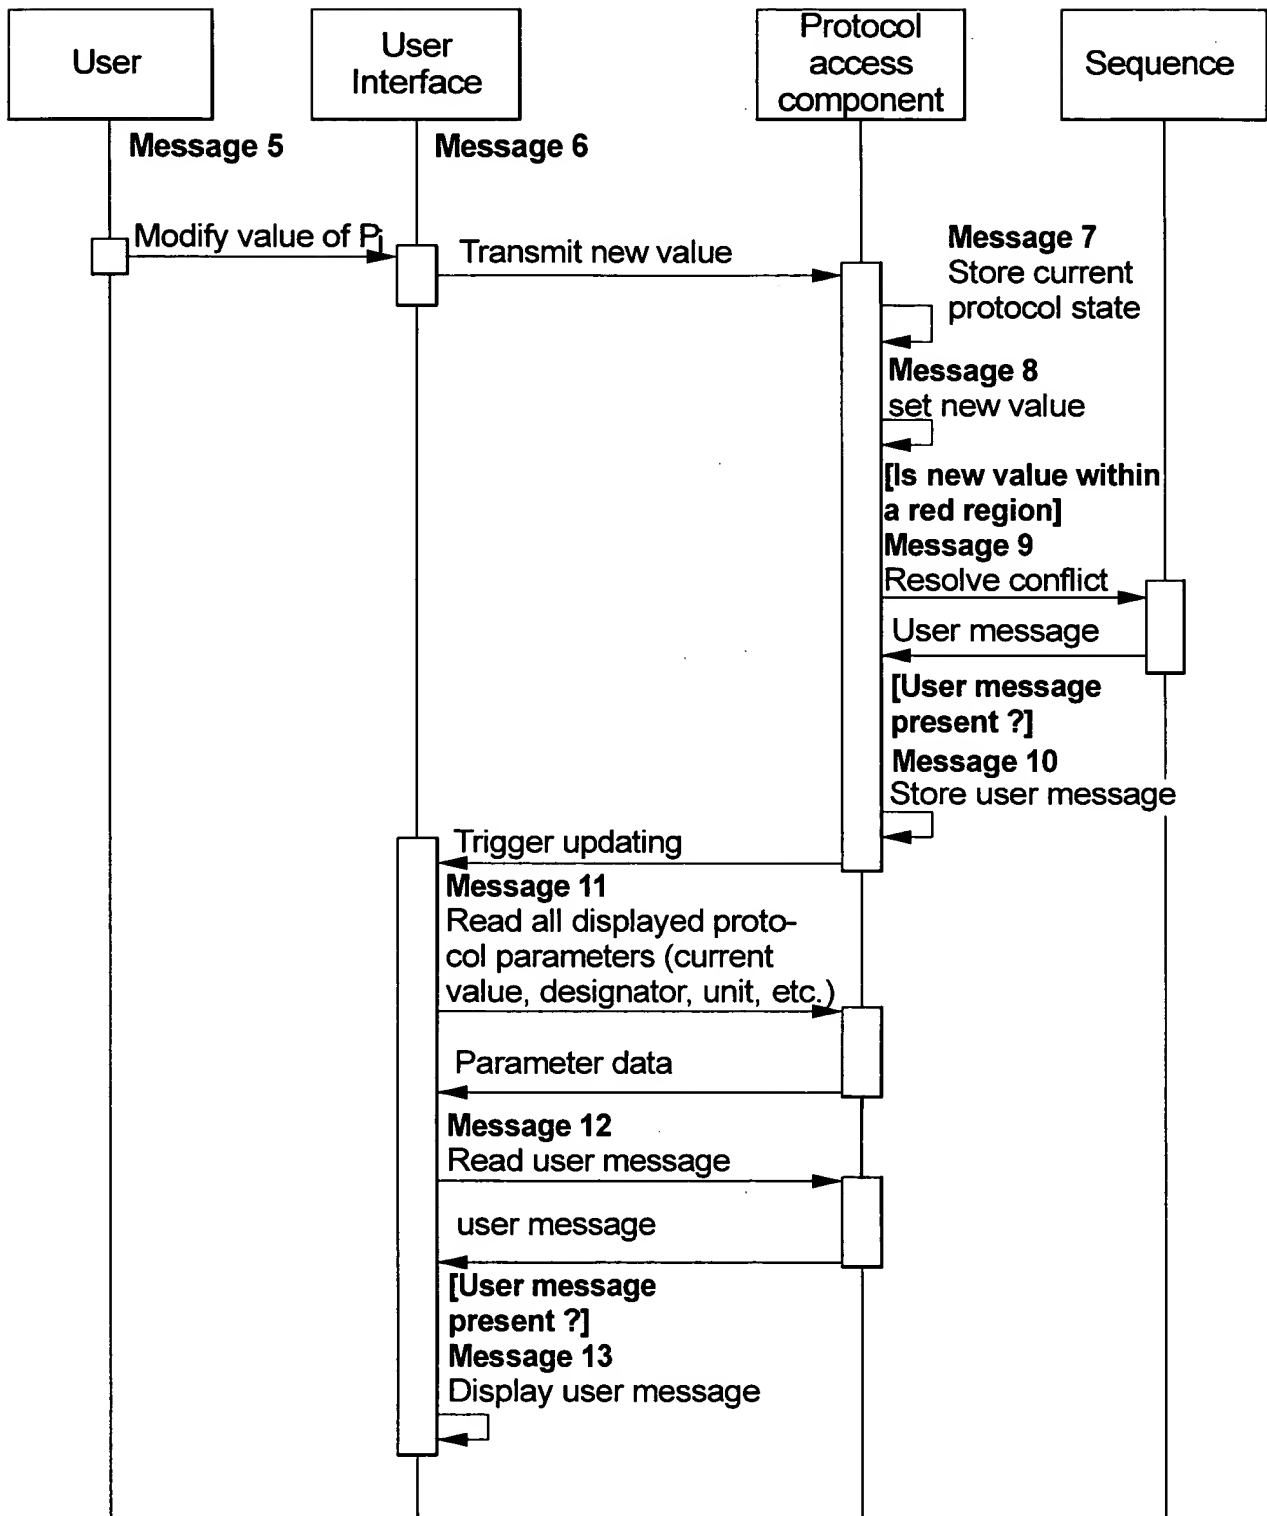 User
User
Interface
Protocol
access
component
Sequence
Message 5
Message 6
Modify value of Pi
Transmit new value
Message 7
Store current
protocol state
Message 8
set new value
[Is new value within
a red region]
Message 9
Resolve conflict
User message
[User message
present ?]
Message 10
Store user message
Trigger updating
Message 11
Read all displayed proto-
col parameters (current
value, designator, unit, etc.)
Parameter data
Message 12
Read user message
user message
[User message
present ?]
Message 13
Display user message